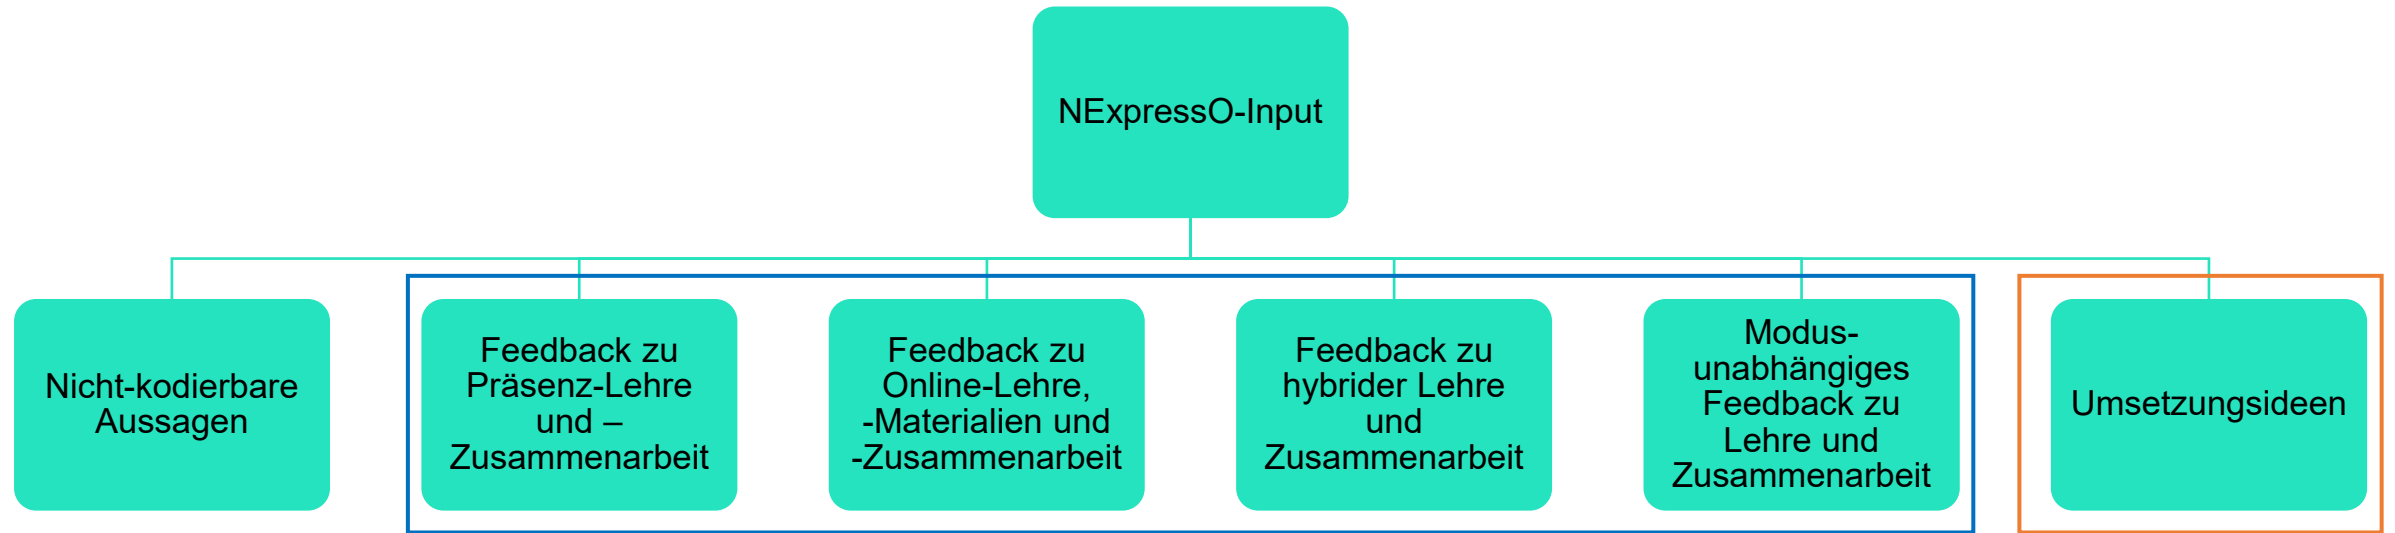 NExpressO-Input
Nicht-kodierbare
Aussagen
Feedback zu
Präsenz-Lehre
und –
Zusammenarbeit
Feedback zu
Online-Lehre,
-Materialien und
-Zusammenarbeit
Feedback zu
hybrider Lehre
und
Zusammenarbeit
Modus-
unabhängiges
Feedback zu
Lehre und
Zusammenarbeit
Umsetzungsideen